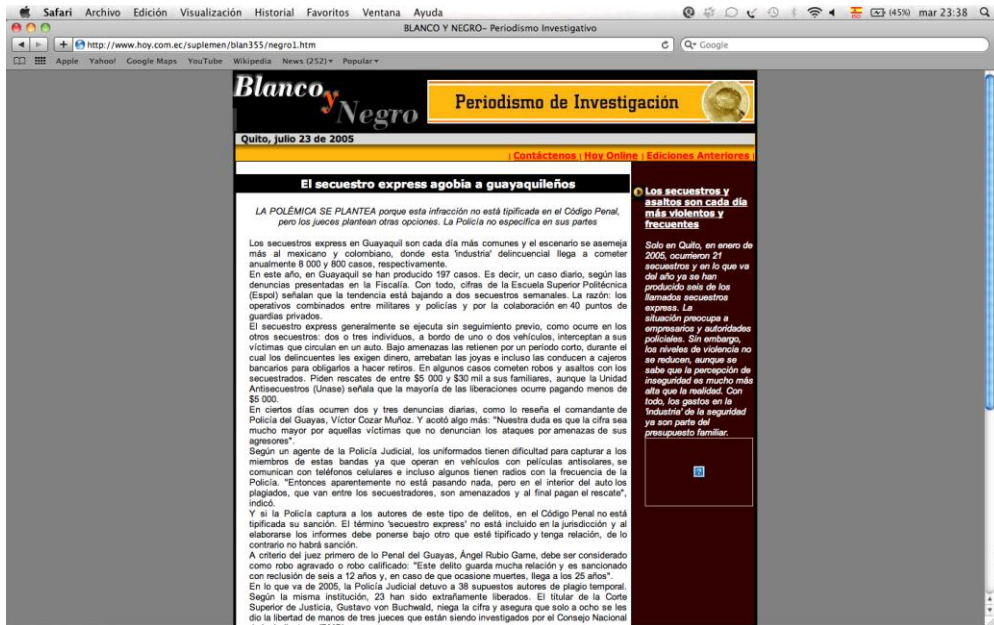 Safari Archivo Edición Visualización Historial Favoritos Ventana Ayuda (45%) mar 23:38
BLANCO Y NEGRO– Periodismo Investigativo
http://www.hoy.com.ec/suplemen/blan355/negro1.htm Google
Apple Yahoo! Google Maps YouTube Wikipedia News (252) Popular
Blanco y Negro
Periodismo de Investigación
Quito, julio 23 de 2005
| Contáctenos | Hoy Online | Ediciones Anteriores |
El secuestro express agobia a guayaquileños
LA POLÉMICA SE PLANTEA porque esta infracción no está tipificada en el Código Penal,
pero los jueces plantean otras opciones. La Policía no especifica en sus partes
Los secuestros express en Guayaquil son cada día más comunes y el escenario se asemeja
más al mexicano y colombiano, donde esta 'industria' delincuencial llega a cometer
anualmente 8 000 y 800 casos, respectivamente.
En este año, en Guayaquil se han producido 197 casos. Es decir, un caso diario, según las
denuncias presentadas en la Fiscalía. Con todo, cifras de la Escuela Superior Politécnica
(Espol) señalan que la tendencia está bajando a dos secuestros semanales. La razón: los
operativos combinados entre militares y policías y por la colaboración en 40 puntos de
guardias privados.
El secuestro express generalmente se ejecuta sin seguimiento previo, como ocurre en los
otros secuestros: dos o tres individuos, a bordo de uno o dos vehículos, interceptan a sus
víctimas que circulan en un auto. Bajo amenazas las retienen por un período corto, durante el
cual los delincuentes les exigen dinero, arrebatan las joyas e incluso las conducen a cajeros
bancarios para obligarlos a hacer retiros. En algunos casos cometen robos y asaltos con los
secuestrados. Piden rescates de entre $5 000 y $30 mil a sus familiares, aunque la Unidad
Antisecuestros (Unase) señala que la mayoría de las liberaciones ocurre pagando menos de
$5 000.
En ciertos días ocurren dos y tres denuncias diarias, como lo reseña el comandante de
Policía del Guayas, Víctor Cozar Muñoz. Y acotó algo más: "Nuestra duda es que la cifra sea
mucho mayor por aquellas víctimas que no denuncian los ataques por amenazas de sus
agresores".
Según un agente de la Policía Judicial, los uniformados tienen dificultad para capturar a los
miembros de estas bandas ya que operan en vehículos con películas antisolares, se
comunican con teléfonos celulares e incluso algunos tienen radios con la frecuencia de la
Policía. "Entonces aparentemente no está pasando nada, pero en el interior del auto los
plagiados, que van entre los secuestradores, son amenazados y al final pagan el rescate",
indicó.
Y si la Policía captura a los autores de este tipo de delitos, en el Código Penal no está
tipificada su sanción. El término 'secuestro express' no está incluido en la jurisdicción y al
elaborarse los informes debe ponerse bajo otro que esté tipificado y tenga relación, de lo
contrario no habrá sanción.
A criterio del juez primero de lo Penal del Guayas, Ángel Rubio Game, debe ser considerado
como robo agravado o robo calificado: "Este delito guarda mucha relación y es sancionado
con reclusión de seis a 12 años y, en caso de que ocasione muertes, llega a los 25 años".
En lo que va de 2005, la Policía Judicial detuvo a 38 supuestos autores de plagio temporal.
Según la misma institución, 23 han sido extrañamente liberados. El titular de la Corte
Superior de Justicia, Gustavo von Buchwald, niega la cifra y asegura que solo a ocho se les
dio la libertad de manos de tres jueces que están siendo investigados por el Consejo Nacional
Los secuestros y
asaltos son cada día
más violentos y
frecuentes
Solo en Quito, en enero de
2005, ocurrieron 21
secuestros y en lo que va
del año ya se han
producido seis de los
llamados secuestros
express. La
situación preocupa a
empresarios y autoridades
policiales. Sin embargo,
los niveles de violencia no
se reducen, aunque se
sabe que la percepción de
inseguridad es mucho más
alta que la realidad. Con
todo, los gastos en la
'industria' de la seguridad
ya son parte del
presupuesto familiar.